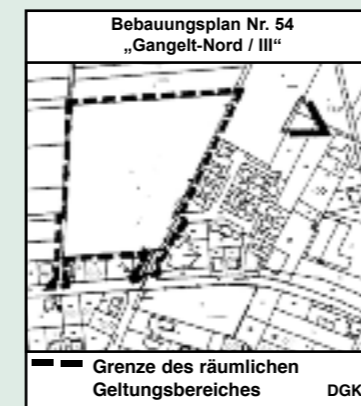 Bebauungsplan Nr. 54
„Gangelt-Nord / III“
Grenze des räumlichen
Geltungsbereiches DGK